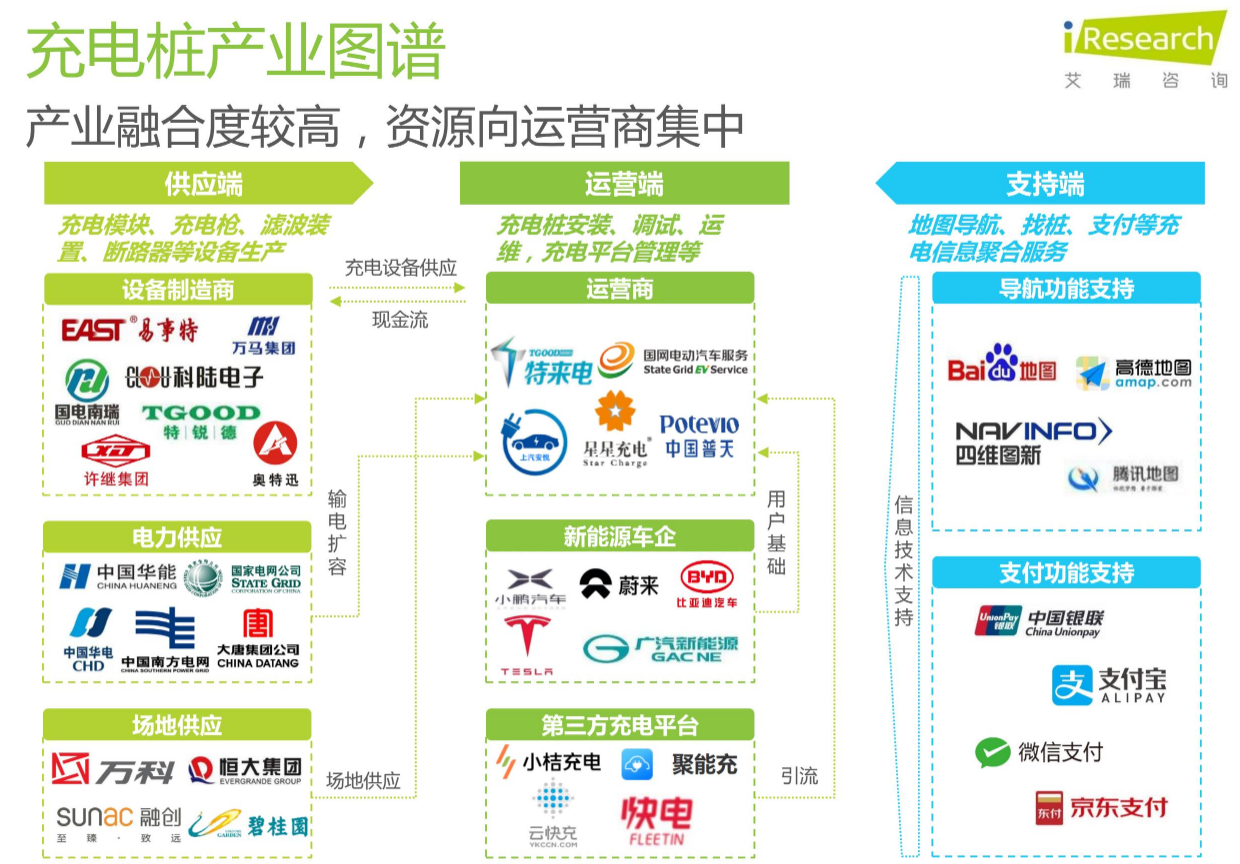 充电桩产业图谱
iResearch
艾瑞咨询
产业融合度较高，资源向运营商集中
供应端
充电模块、充电枪、滤波装
置、断路器等设备生产
设备制造商
EAST®易事特
万马集团
科陆电子
国电南瑞
GUO DIAN NAN RUI
TGOOD
特|锐|德
XJ
许继集团
奥特迅
电力供应
中国华能
CHINA HUANENG
国家电网公司
STATE GRID
CORPORATION OF CHINA
中国华电
CHD
中国南方电网
CHINA SOUTHERN POWER GRID
唐
大唐集团公司
CHINA DATANG
场地供应
万科
恒大集团
EVERGRANDE GROUP
sunac 融创
至臻·致远
GARDEN
碧桂園
充电设备供应
现金流
输电扩容
场地供应
运营端
充电桩安装、调试、运
维，充电平台管理等
运营商
TGOOD
特来电
国网电动汽车服务
State Grid EV Service
上汽安悦
星星充电®
Star Charge
Potevio
中国普天
新能源车企
小鹏汽车
蔚来
BYD
比亚迪汽车
TESLA
广汽新能源
GAC NE
第三方充电平台
小桔充电
聚能充
云快充
YKCCN.COM
快电
FLEETIN
用户基础
引流
信息技术支持
支持端
地图导航、找桩、支付等充
电信息聚合服务
导航功能支持
Bai du 地图
高德地图
amap.com
NAVINFO
四维图新
腾讯地图
支付功能支持
UnionPay
银联
中国银联
China Unionpay
支
支付宝
ALIPAY
微信支付
东付
京东支付